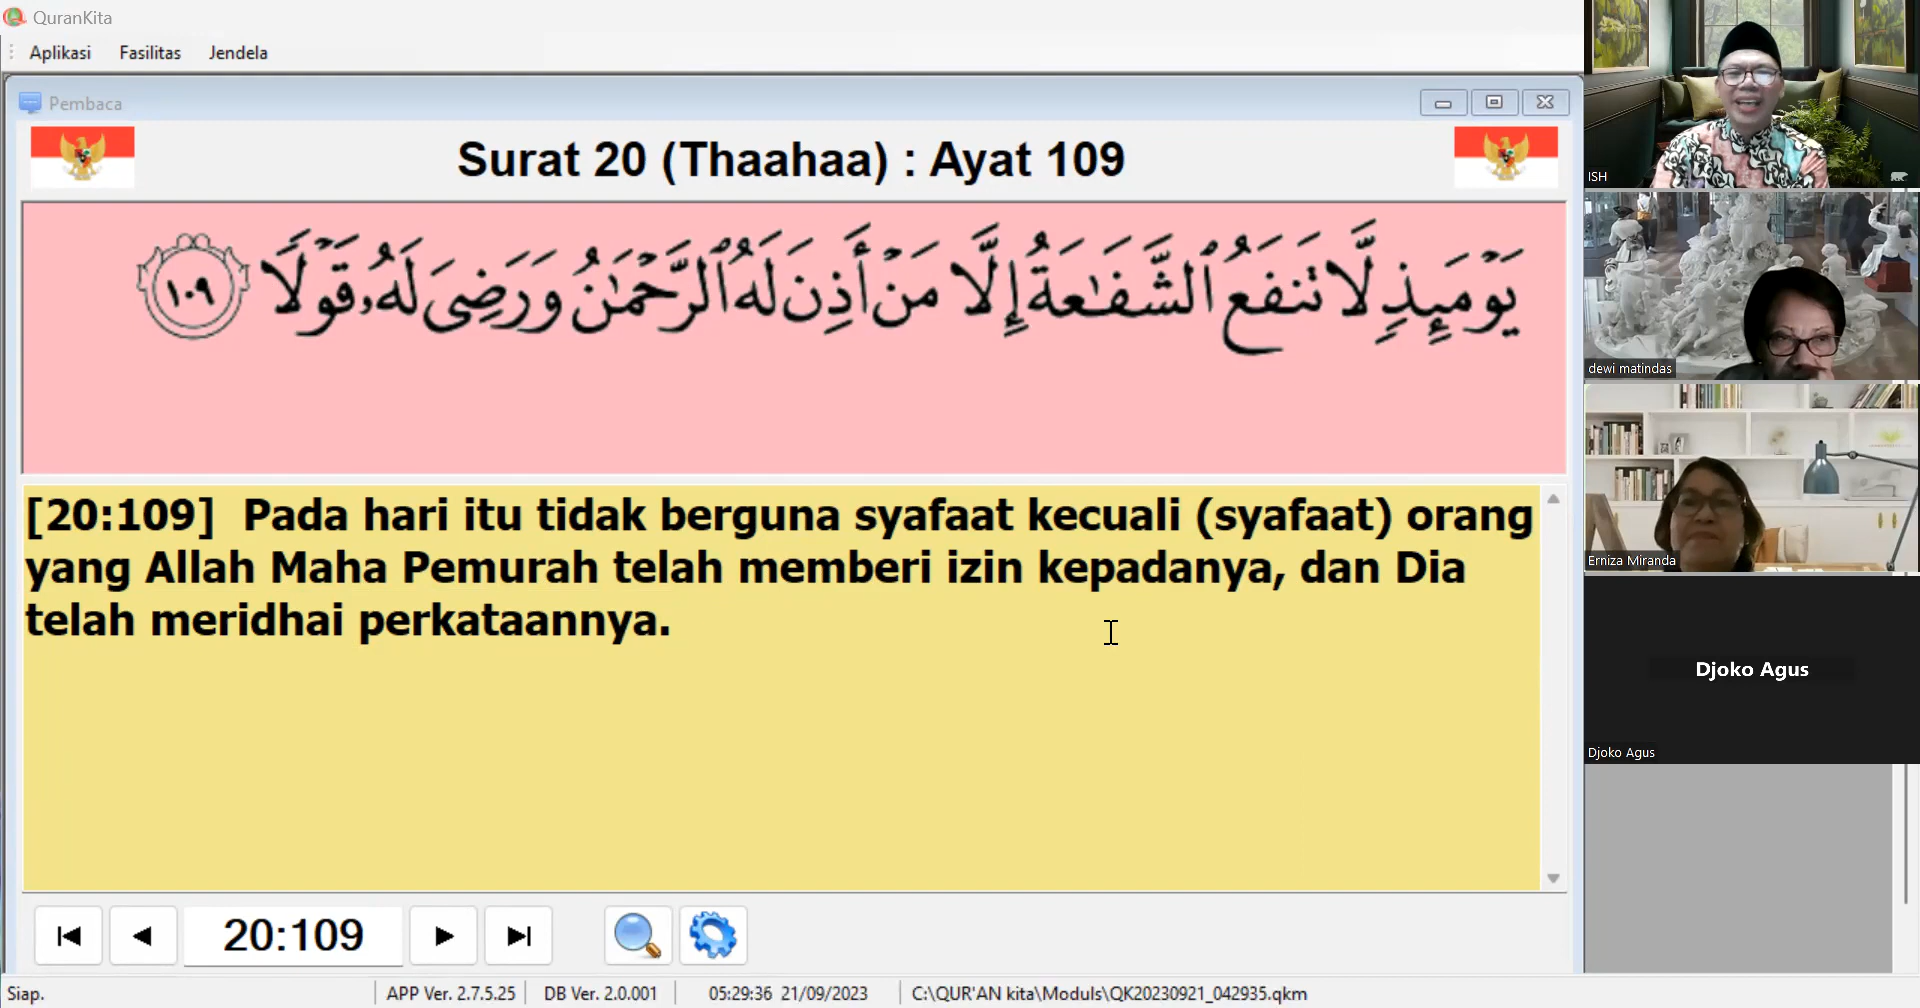 QuranKita
Aplikasi Fasilitas Jendela
Pembaca
Surat 20 (Thaahaa) : Ayat 109
يَوْمَئِذٍ لَّا تَنفَعُ ٱلشَّفَـٰعَةُ إِلَّا مَنْ أَذِنَ لَهُ ٱلرَّحْمَـٰنُ وَرَضِىَ لَهُۥ قَوْلًا ١٠٩
[20:109] Pada hari itu tidak berguna syafaat kecuali (syafaat) orang
yang Allah Maha Pemurah telah memberi izin kepadanya, dan Dia
telah meridhai perkataannya.
20:109
Siap. APP Ver. 2.7.5.25 DB Ver. 2.0.001 05:29:36 21/09/2023 C:\QUR'AN kita\Moduls\QK20230921_042935.qkm
ISH
dewi matindas
Erniza Miranda
Djoko Agus
Djoko Agus